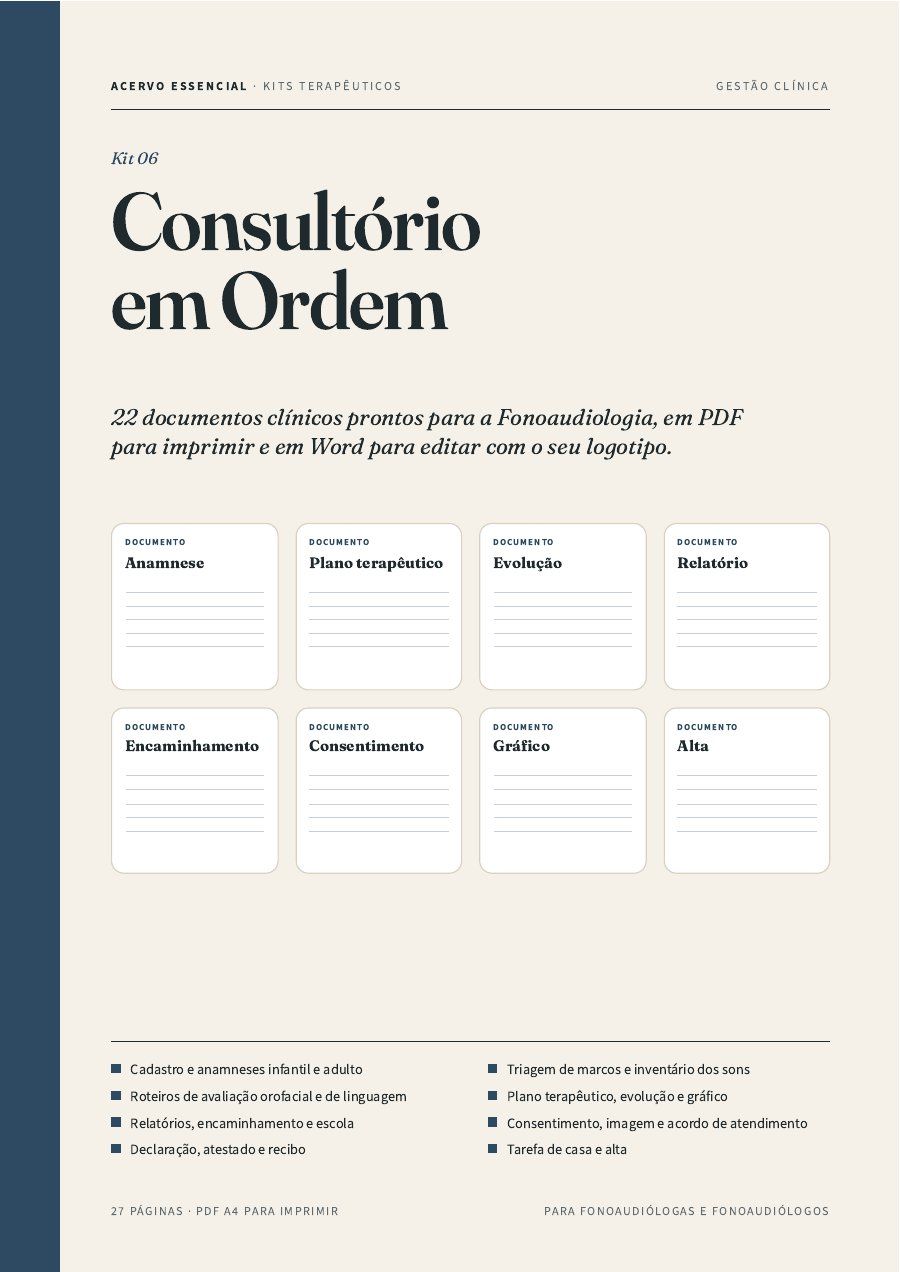 ACERVO ESSENCIAL · KITS TERAPÊUTICOS
GESTÃO CLÍNICA
Kit 06
Consultório
em Ordem
22 documentos clínicos prontos para a Fonoaudiologia, em PDF
para imprimir e em Word para editar com o seu logotipo.
DOCUMENTO
Anamnese
DOCUMENTO
Plano terapêutico
DOCUMENTO
Evolução
DOCUMENTO
Relatório
DOCUMENTO
Encaminhamento
DOCUMENTO
Consentimento
DOCUMENTO
Gráfico
DOCUMENTO
Alta
Cadastro e anamneses infantil e adulto
Roteiros de avaliação orofacial e de linguagem
Relatórios, encaminhamento e escola
Declaração, atestado e recibo
Triagem de marcos e inventário dos sons
Plano terapêutico, evolução e gráfico
Consentimento, imagem e acordo de atendimento
Tarefa de casa e alta
27 PÁGINAS · PDF A4 PARA IMPRIMIR
PARA FONOAUDIÓLOGAS E FONOAUDIÓLOGOS